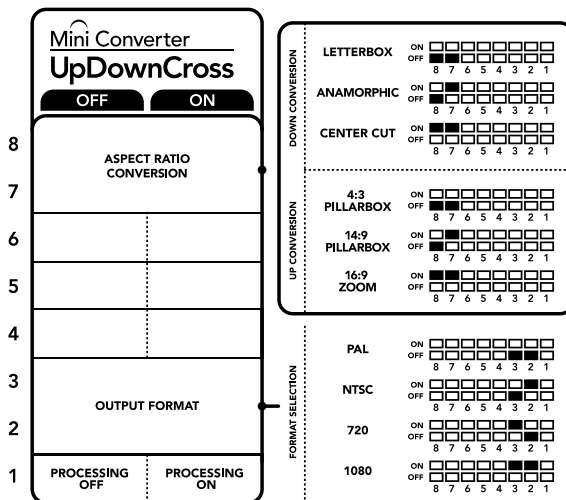 Mini Converter
UpDownCross
OFF ON
8
ASPECT RATIO
CONVERSION
7
6
5
4
3
OUTPUT FORMAT
2
1
PROCESSING
OFF
PROCESSING
ON
DOWN CONVERSION
LETTERBOX
ON
OFF
8 7 6 5 4 3 2 1
ANAMORPHIC
ON
OFF
8 7 6 5 4 3 2 1
CENTER CUT
ON
OFF
8 7 6 5 4 3 2 1
UP CONVERSION
4:3
PILLARBOX
ON
OFF
8 7 6 5 4 3 2 1
14:9
PILLARBOX
ON
OFF
8 7 6 5 4 3 2 1
16:9
ZOOM
ON
OFF
8 7 6 5 4 3 2 1
FORMAT SELECTION
PAL
ON
OFF
8 7 6 5 4 3 2 1
NTSC
ON
OFF
8 7 6 5 4 3 2 1
720
ON
OFF
8 7 6 5 4 3 2 1
1080
ON
OFF
8 7 6 5 4 3 2 1